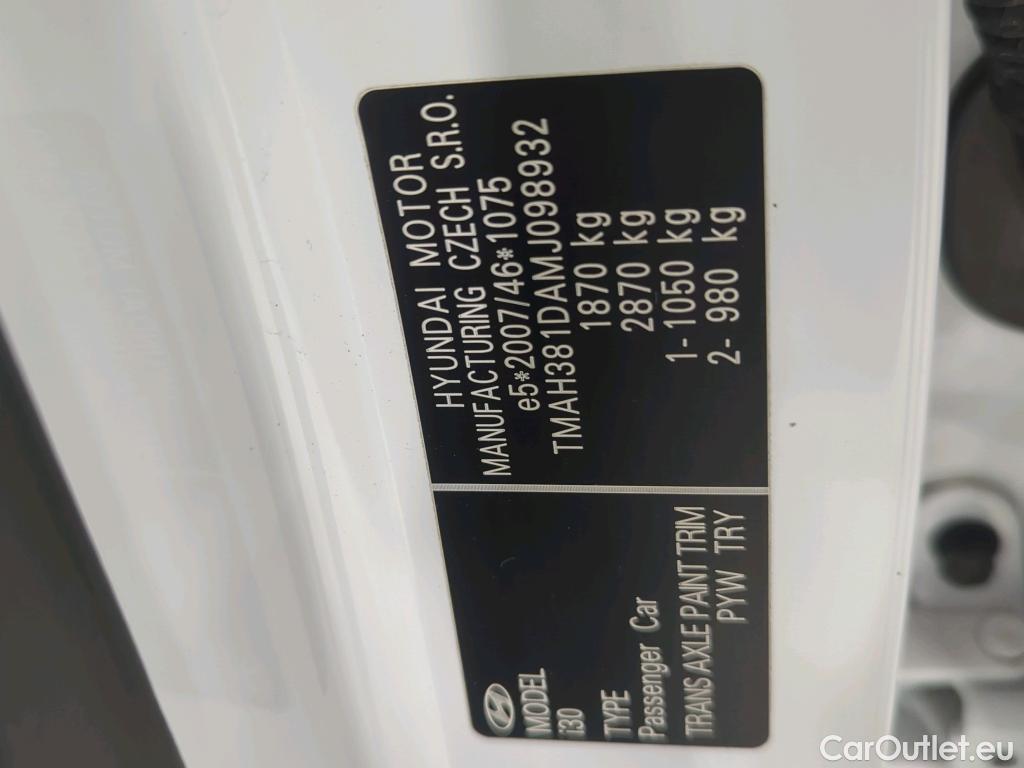 HYUNDAI MOTOR
MANUFACTURING CZECH S.R.O.
e5*2007/46*1075
TMAH381DAMJ098932
1870 kg
2870 kg
1- 1050 kg
2- 980 kg
MODEL
i30
TYPE
Passenger Car
TRANS AXLE PAINT TRIM
PYW TRY
CarOutlet.eu